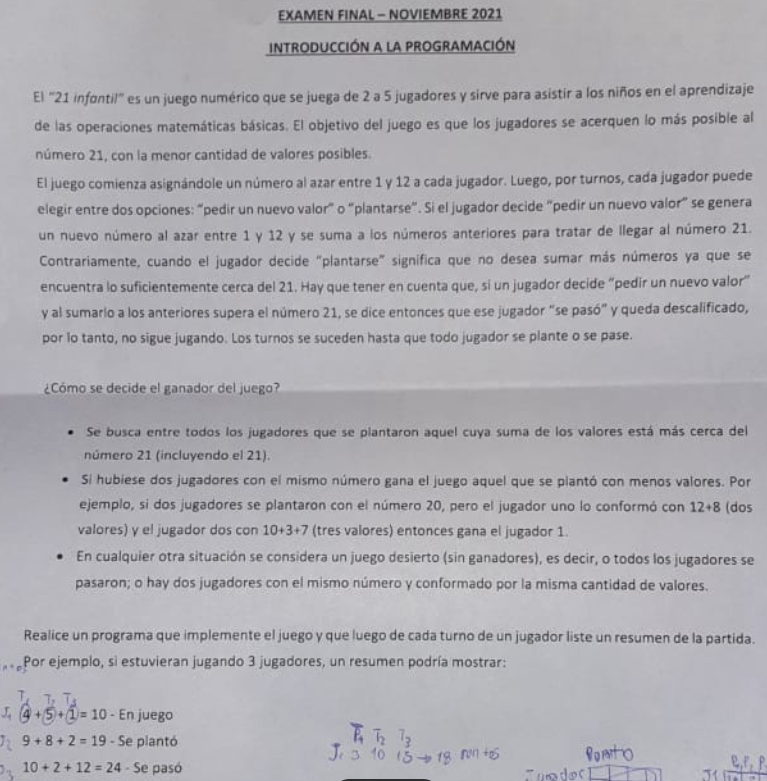 EXAMEN FINAL – NOVIEMBRE 2021
INTRODUCCIÓN A LA PROGRAMACIÓN
El "21 infantil" es un juego numérico que se juega de 2 a 5 jugadores y sirve para asistir a los niños en el aprendizaje
de las operaciones matemáticas básicas. El objetivo del juego es que los jugadores se acerquen lo más posible al
número 21, con la menor cantidad de valores posibles.
El juego comienza asignándole un número al azar entre 1 y 12 a cada jugador. Luego, por turnos, cada jugador puede
elegir entre dos opciones: "pedir un nuevo valor" o "plantarse". Si el jugador decide "pedir un nuevo valor" se genera
un nuevo número al azar entre 1 y 12 y se suma a los números anteriores para tratar de llegar al número 21.
Contrariamente, cuando el jugador decide "plantarse" significa que no desea sumar más números ya que se
encuentra lo suficientemente cerca del 21. Hay que tener en cuenta que, si un jugador decide "pedir un nuevo valor"
y al sumarlo a los anteriores supera el número 21, se dice entonces que ese jugador "se pasó" y queda descalificado,
por lo tanto, no sigue jugando. Los turnos se suceden hasta que todo jugador se plante o se pase.
¿Cómo se decide el ganador del juego?
• Se busca entre todos los jugadores que se plantaron aquel cuya suma de los valores está más cerca del
número 21 (incluyendo el 21).
• Si hubiese dos jugadores con el mismo número gana el juego aquel que se plantó con menos valores. Por
ejemplo, si dos jugadores se plantaron con el número 20, pero el jugador uno lo conformó con 12+8 (dos
valores) y el jugador dos con 10+3+7 (tres valores) entonces gana el jugador 1.
• En cualquier otra situación se considera un juego desierto (sin ganadores), es decir, o todos los jugadores se
pasaron; o hay dos jugadores con el mismo número y conformado por la misma cantidad de valores.
Realice un programa que implemente el juego y que luego de cada turno de un jugador liste un resumen de la partida.
Por ejemplo, si estuvieran jugando 3 jugadores, un resumen podría mostrar:
T1 T2 T3
J1 4 + 5 + 1 = 10 - En juego
J2 9 + 8 + 2 = 19 - Se plantó
J3 10 + 2 + 12 = 24 - Se pasó
T2 T3
J1 3 10 15 → 18
Jugador
J1